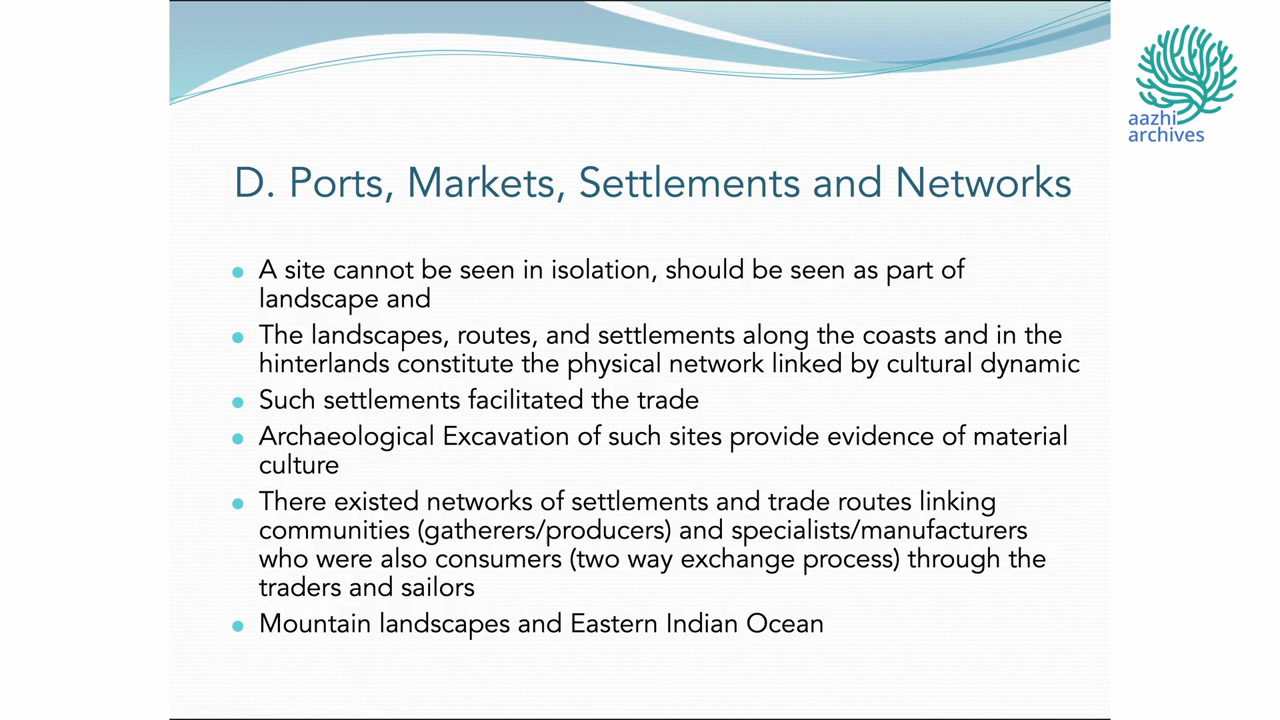 aazhi
archives
D. Ports, Markets, Settlements and Networks
A site cannot be seen in isolation, should be seen as part of
landscape and
The landscapes, routes, and settlements along the coasts and in the
hinterlands constitute the physical network linked by cultural dynamic
Such settlements facilitated the trade
Archaeological Excavation of such sites provide evidence of material
culture
There existed networks of settlements and trade routes linking
communities (gatherers/producers) and specialists/manufacturers
who were also consumers (two way exchange process) through the
traders and sailors
Mountain landscapes and Eastern Indian Ocean